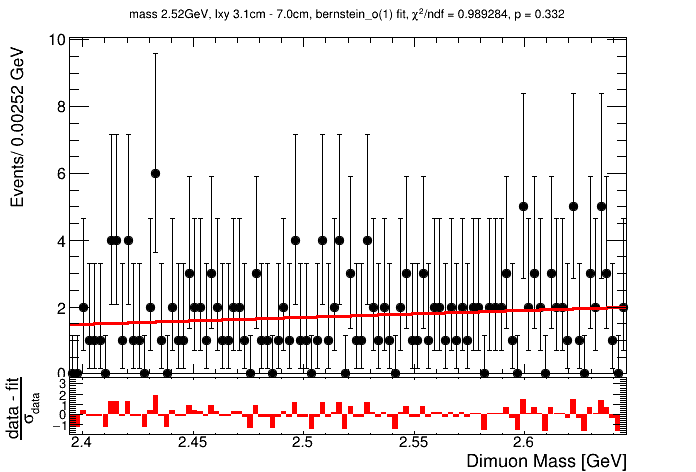 mass 2.52GeV, lxy 3.1cm - 7.0cm, bernstein_o(1) fit, χ²/ndf = 0.989284, p = 0.332
Events/ 0.00252 GeV
10
8
6
4
2
0
data - fit
σdata
3
2
1
0
−1
2.4 2.45 2.5 2.55 2.6
Dimuon Mass [GeV]